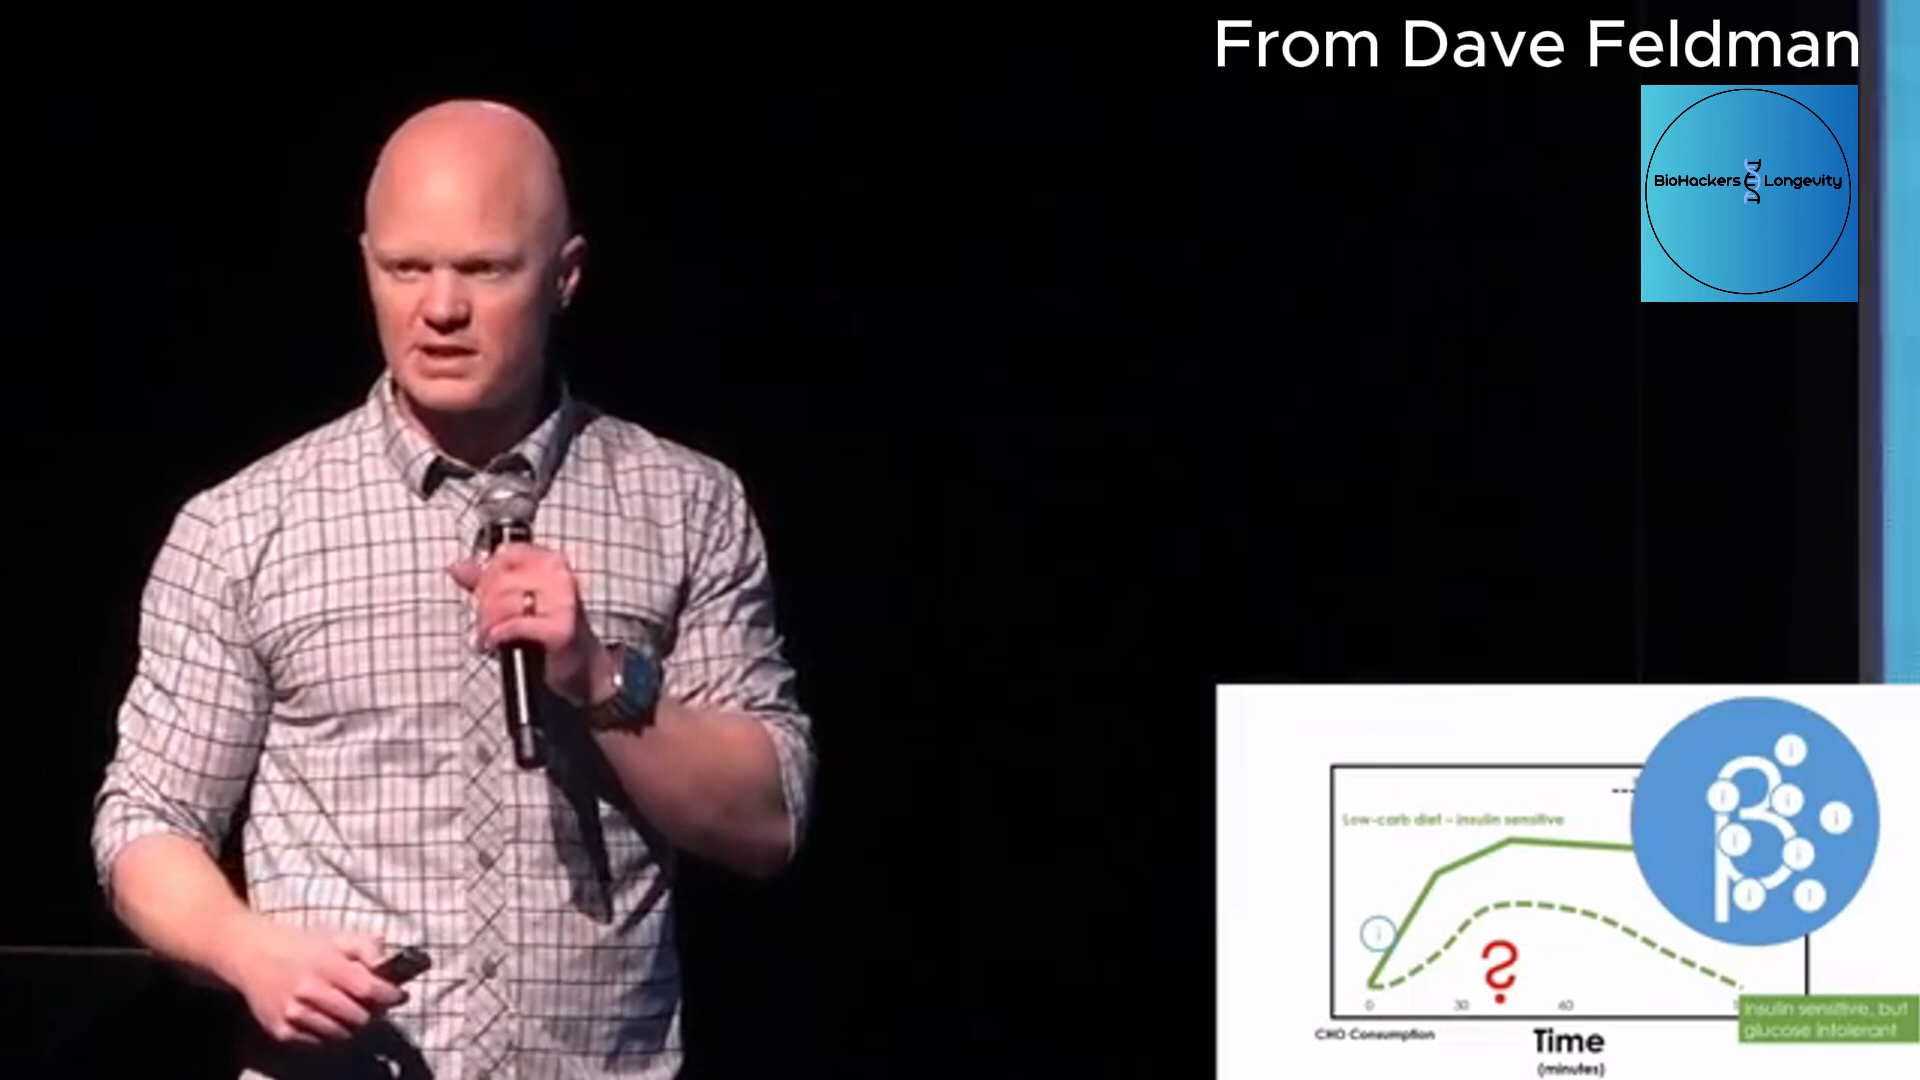 From Dave Feldman
BioHackers Longevity
Low-carb diet – insulin sensitive
?
0 30 60
CHO Consumption
Time
(minutes)
insulin sensitive, but
glucose intolerant